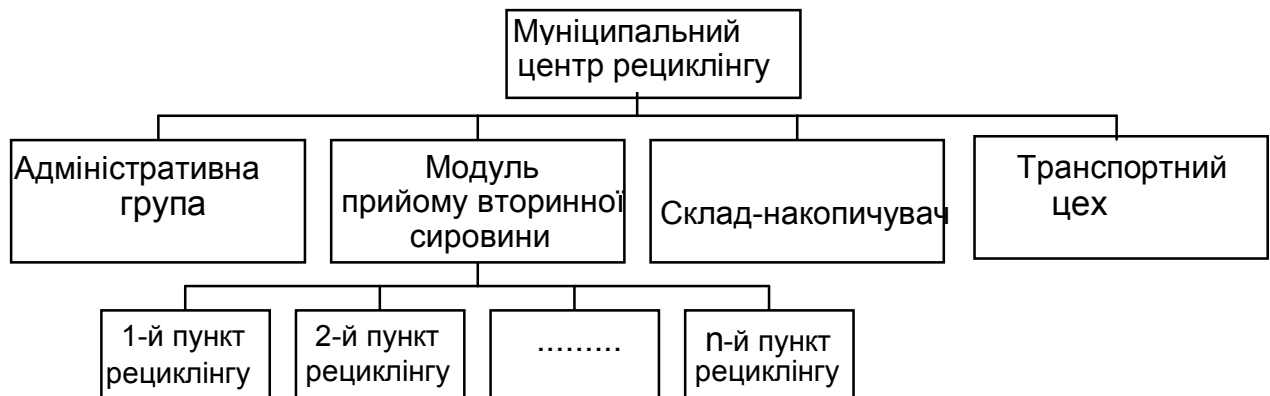 Муніципальний
центр рециклінгу
Адміністративна
група
Модуль
прийому вторинної
сировини
Склад-накопичувач
Транспортний
цех
1-й пункт
рециклінгу
2-й пункт
рециклінгу
.........
n-й пункт
рециклінгу